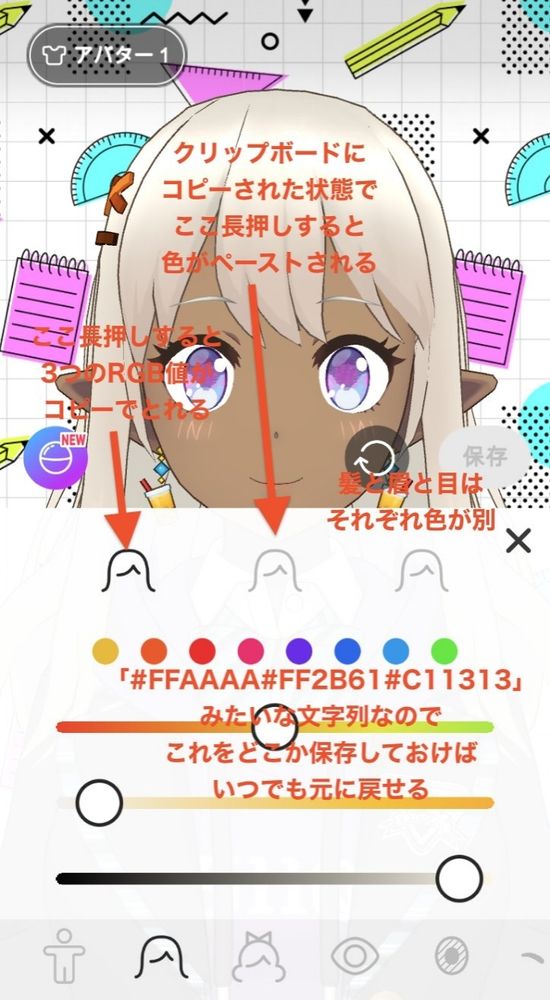 アバター 1
クリップボードに
コピーされた状態で
ここ長押しすると
色がペーストされる
ここ長押しすると
3つのRGB値が
コピーでとれる
NEW
保存
髪と眉と目は
それぞれ色が別
「#FFAAAA#FF2B61#C11313」
みたいな文字列なので
これをどこか保存しておけば
いつでも元に戻せる